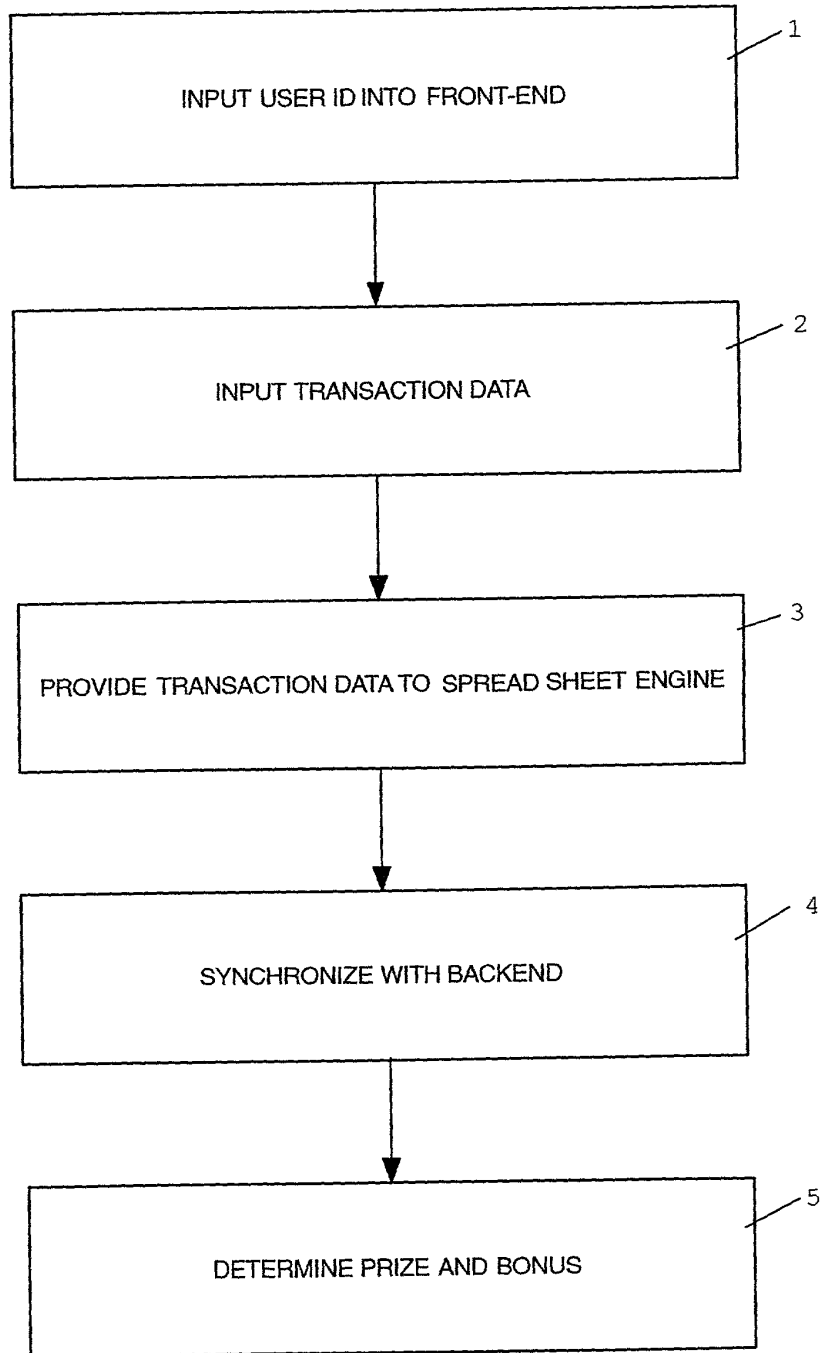 1
INPUT USER ID INTO FRONT-END
2
INPUT TRANSACTION DATA
3
PROVIDE TRANSACTION DATA TO SPREAD SHEET ENGINE
4
SYNCHRONIZE WITH BACKEND
5
DETERMINE PRIZE AND BONUS